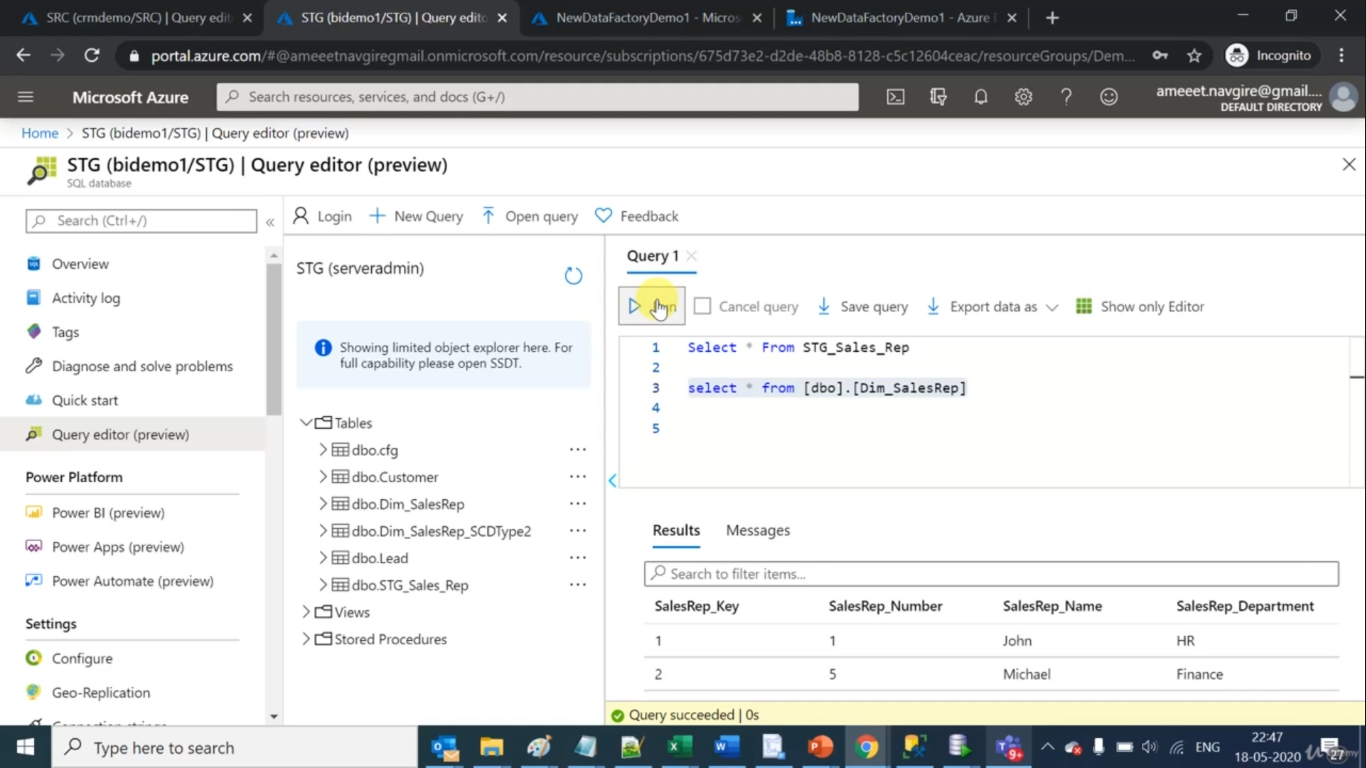 SRC (crmdemo/SRC) | Query edit
STG (bidemo1/STG) | Query edito
NewDataFactoryDemo1 - Micros
NewDataFactoryDemo1 - Azure
portal.azure.com/#@ameeetnavgiregmail.onmicrosoft.com/resource/subscriptions/675d73e2-d2de-48b8-8128-c5c12604ceac/resourceGroups/Dem...
Incognito
Microsoft Azure
Search resources, services, and docs (G+/)
ameeet.navgire@gmail....
DEFAULT DIRECTORY
Home > STG (bidemo1/STG) | Query editor (preview)
STG (bidemo1/STG) | Query editor (preview)
SQL database
Search (Ctrl+/)
«
Overview
Activity log
Tags
Diagnose and solve problems
Quick start
Query editor (preview)
Power Platform
Power BI (preview)
Power Apps (preview)
Power Automate (preview)
Settings
Configure
Geo-Replication
Login
New Query
Open query
Feedback
STG (serveradmin)
Showing limited object explorer here. For
full capability please open SSDT.
Tables
dbo.cfg ...
dbo.Customer ...
dbo.Dim_SalesRep ...
dbo.Dim_SalesRep_SCDType2 ...
dbo.Lead ...
dbo.STG_Sales_Rep ...
Views
Stored Procedures
Query 1
Cancel query
Save query
Export data as
Show only Editor
1 Select * From STG_Sales_Rep
2
3 select * from [dbo].[Dim_SalesRep]
4
5
Results
Messages
Search to filter items...
SalesRep_Key SalesRep_Number SalesRep_Name SalesRep_Department
1 1 John HR
2 5 Michael Finance
Query succeeded | 0s
Type here to search
9+
ENG
22:47
18-05-2020
27